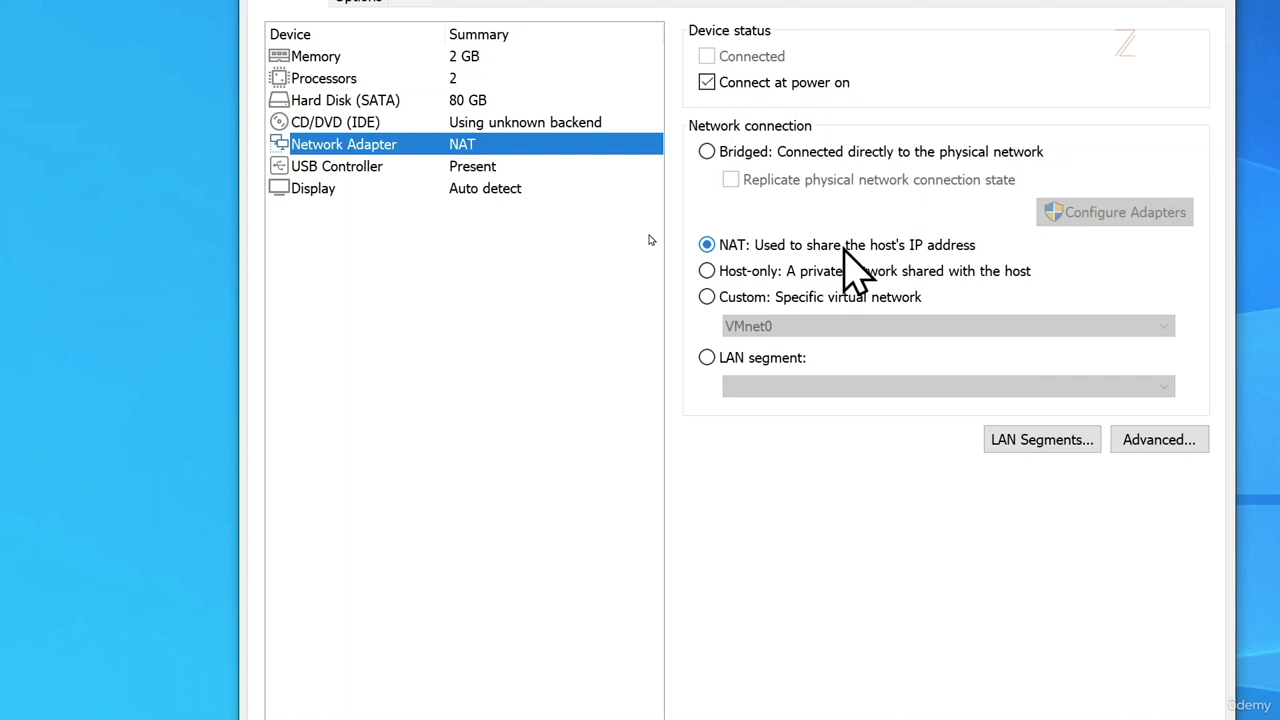 Options
Device Summary
Memory 2 GB
Processors 2
Hard Disk (SATA) 80 GB
CD/DVD (IDE) Using unknown backend
Network Adapter NAT
USB Controller Present
Display Auto detect
Device status
Connected
Connect at power on
Network connection
Bridged: Connected directly to the physical network
Replicate physical network connection state
Configure Adapters
NAT: Used to share the host's IP address
Host-only: A private network shared with the host
Custom: Specific virtual network
VMnet0
LAN segment:
LAN Segments... Advanced...
Z
ûdemy